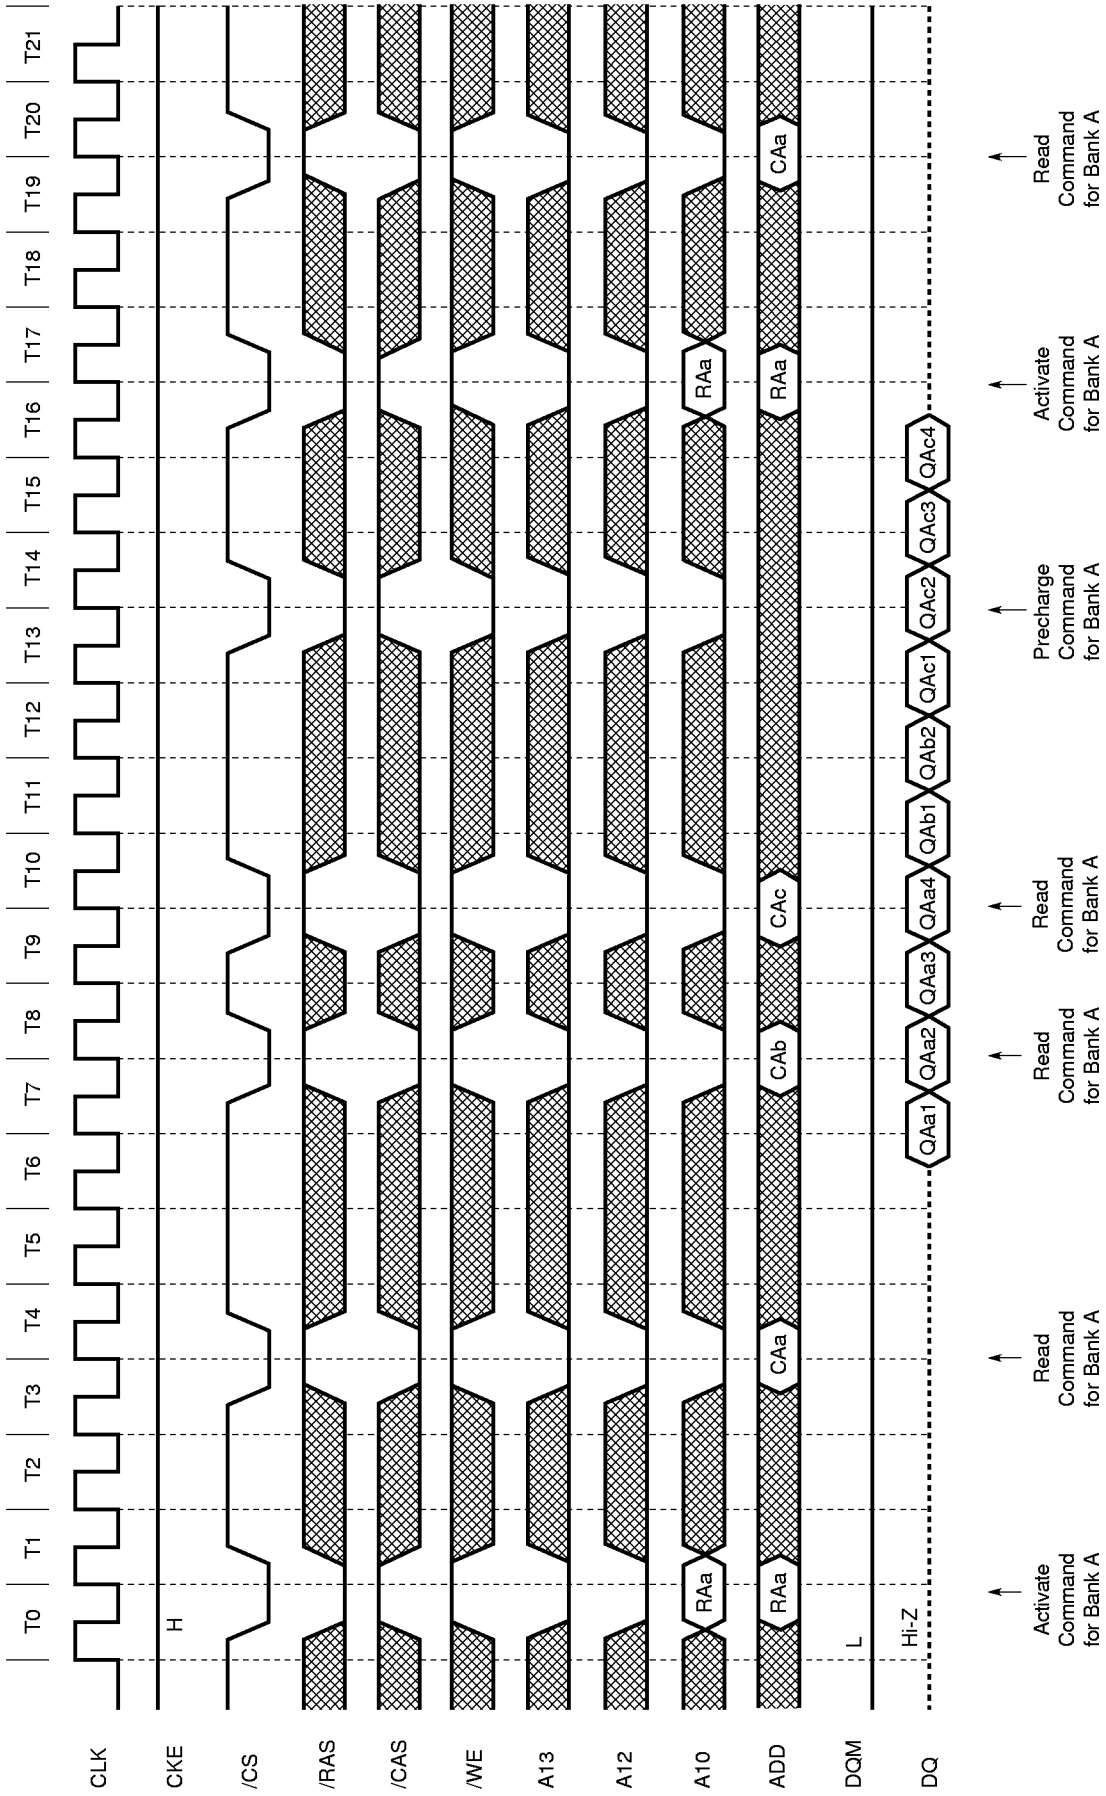 T0 T1 T2 T3 T4 T5 T6 T7 T8 T9 T10 T11 T12 T13 T14 T15 T16 T17 T18 T19 T20 T21
CLK
CKE H
/CS
/RAS
/CAS
/WE
A13
A12
A10 RAa RAa
ADD RAa CAa CAb CAc RAa CAa
DQM L
DQ Hi-Z QAa1 QAa2 QAa3 QAa4 QAb1 QAb2 QAc1 QAc2 QAc3 QAc4
Activate
Command
for Bank A
Read
Command
for Bank A
Read
Command
for Bank A
Read
Command
for Bank A
Precharge
Command
for Bank A
Activate
Command
for Bank A
Read
Command
for Bank A